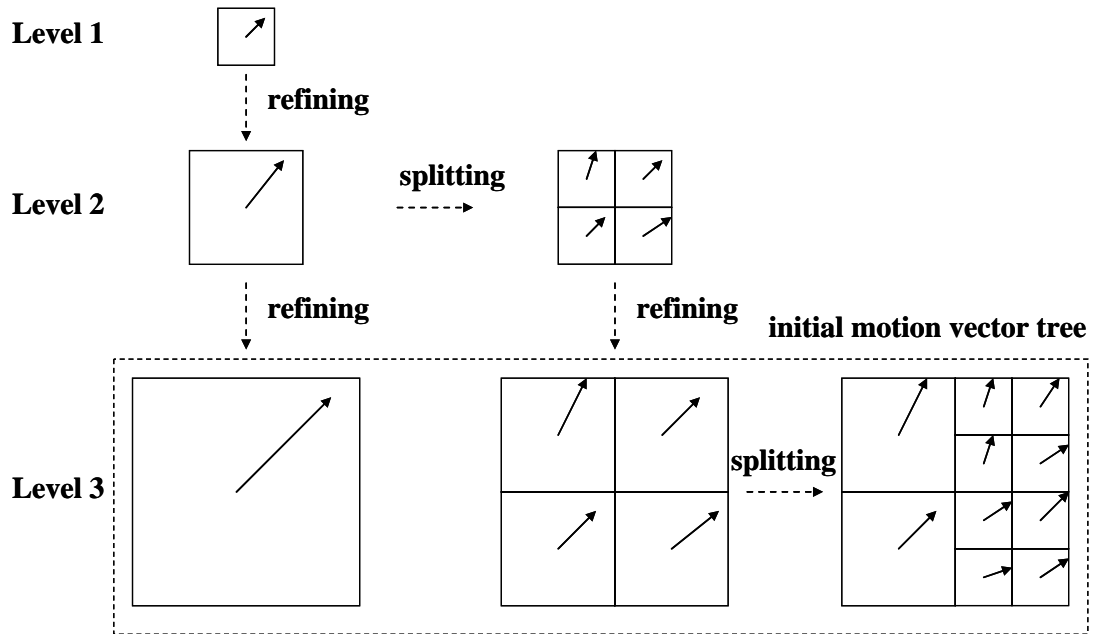 Level 1
refining
splitting
Level 2
refining
refining
initial motion vector tree
splitting
Level 3